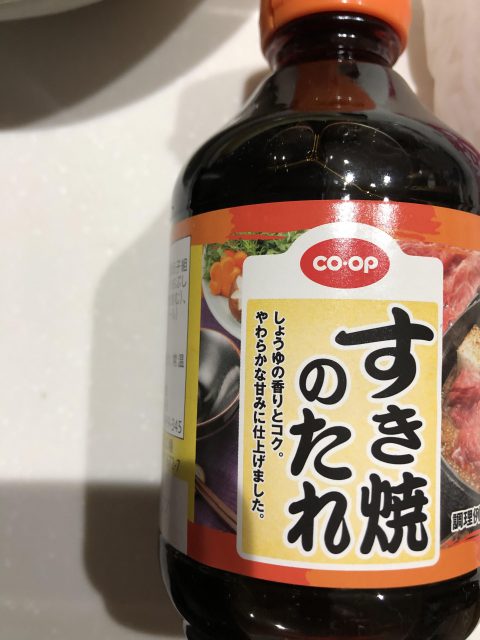 CO·OP
すき焼
のたれ
しょうゆの香りとコク。
やわらかな甘みに仕上げました。
調理例